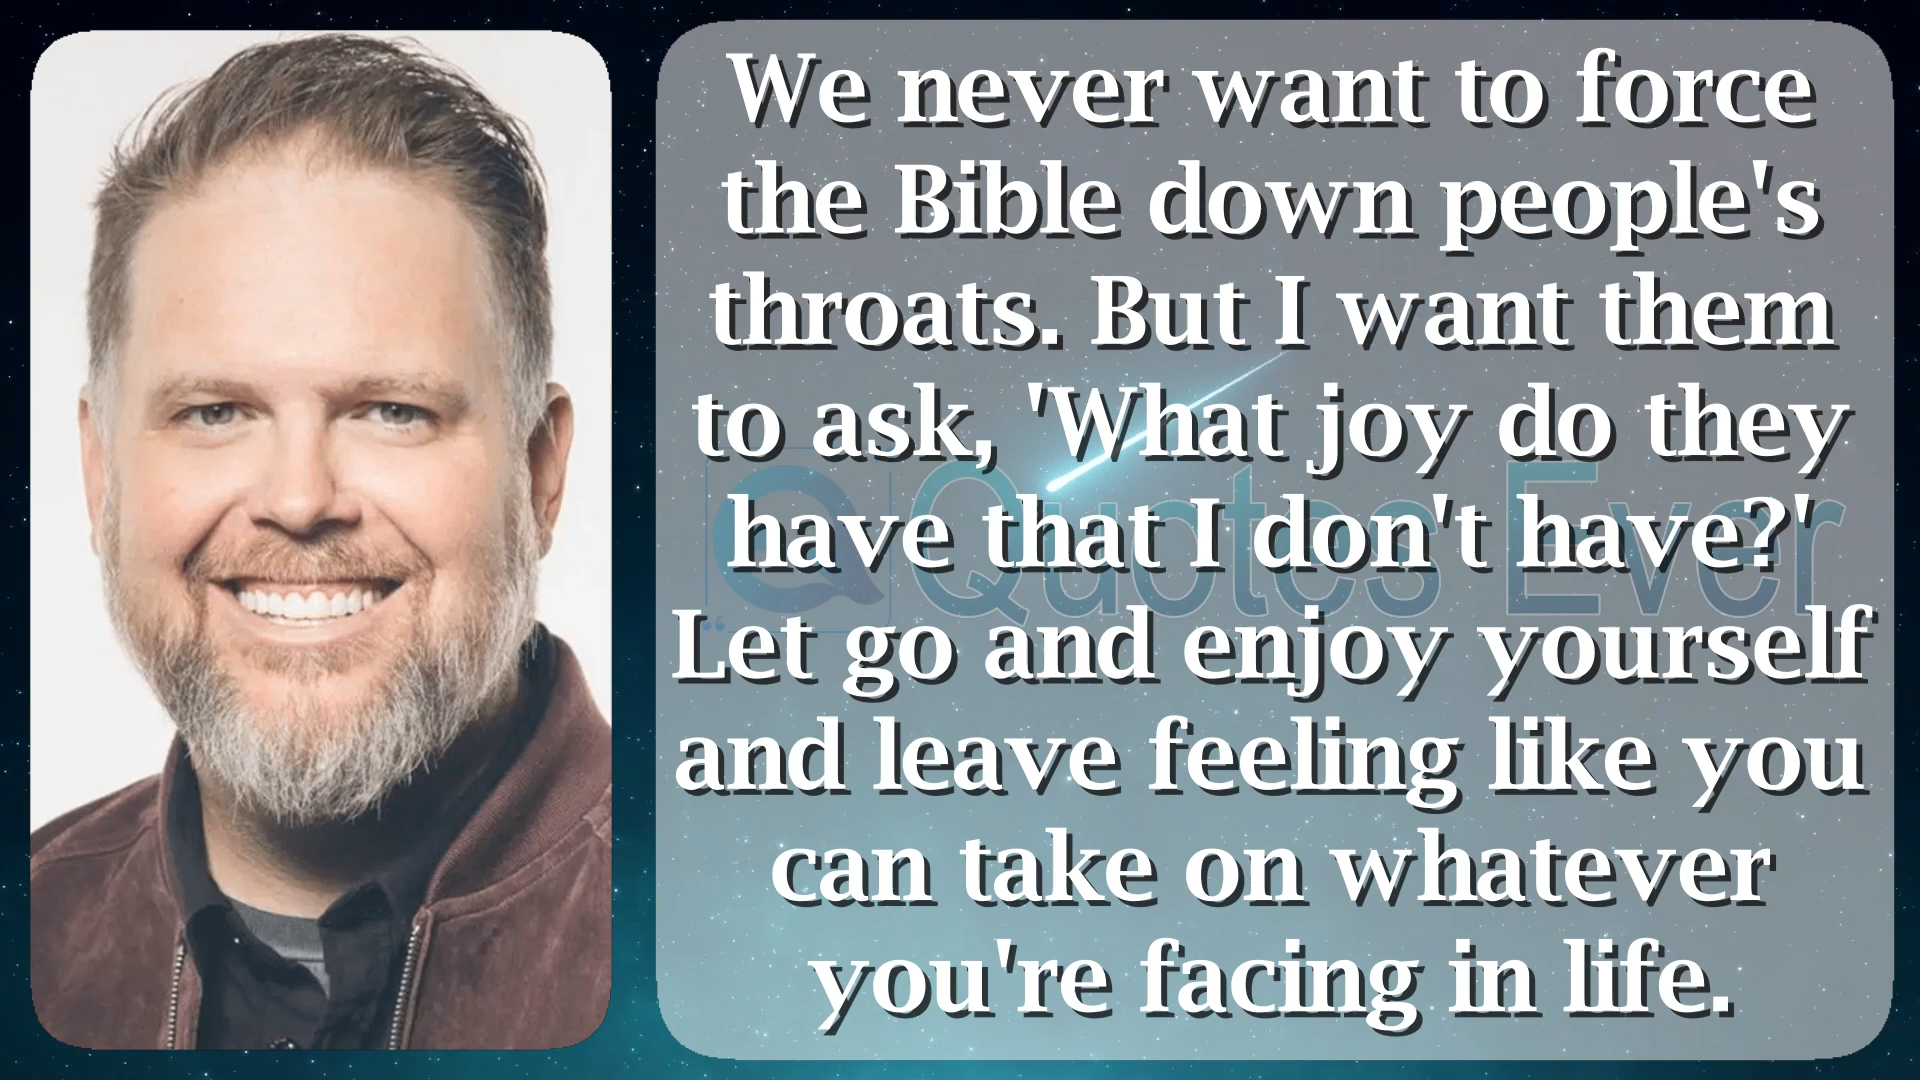 We never want to force
the Bible down people's
throats. But I want them
to ask, 'What joy do they
have that I don't have?'
Let go and enjoy yourself
and leave feeling like you
can take on whatever
you're facing in life.
Quotes Ever